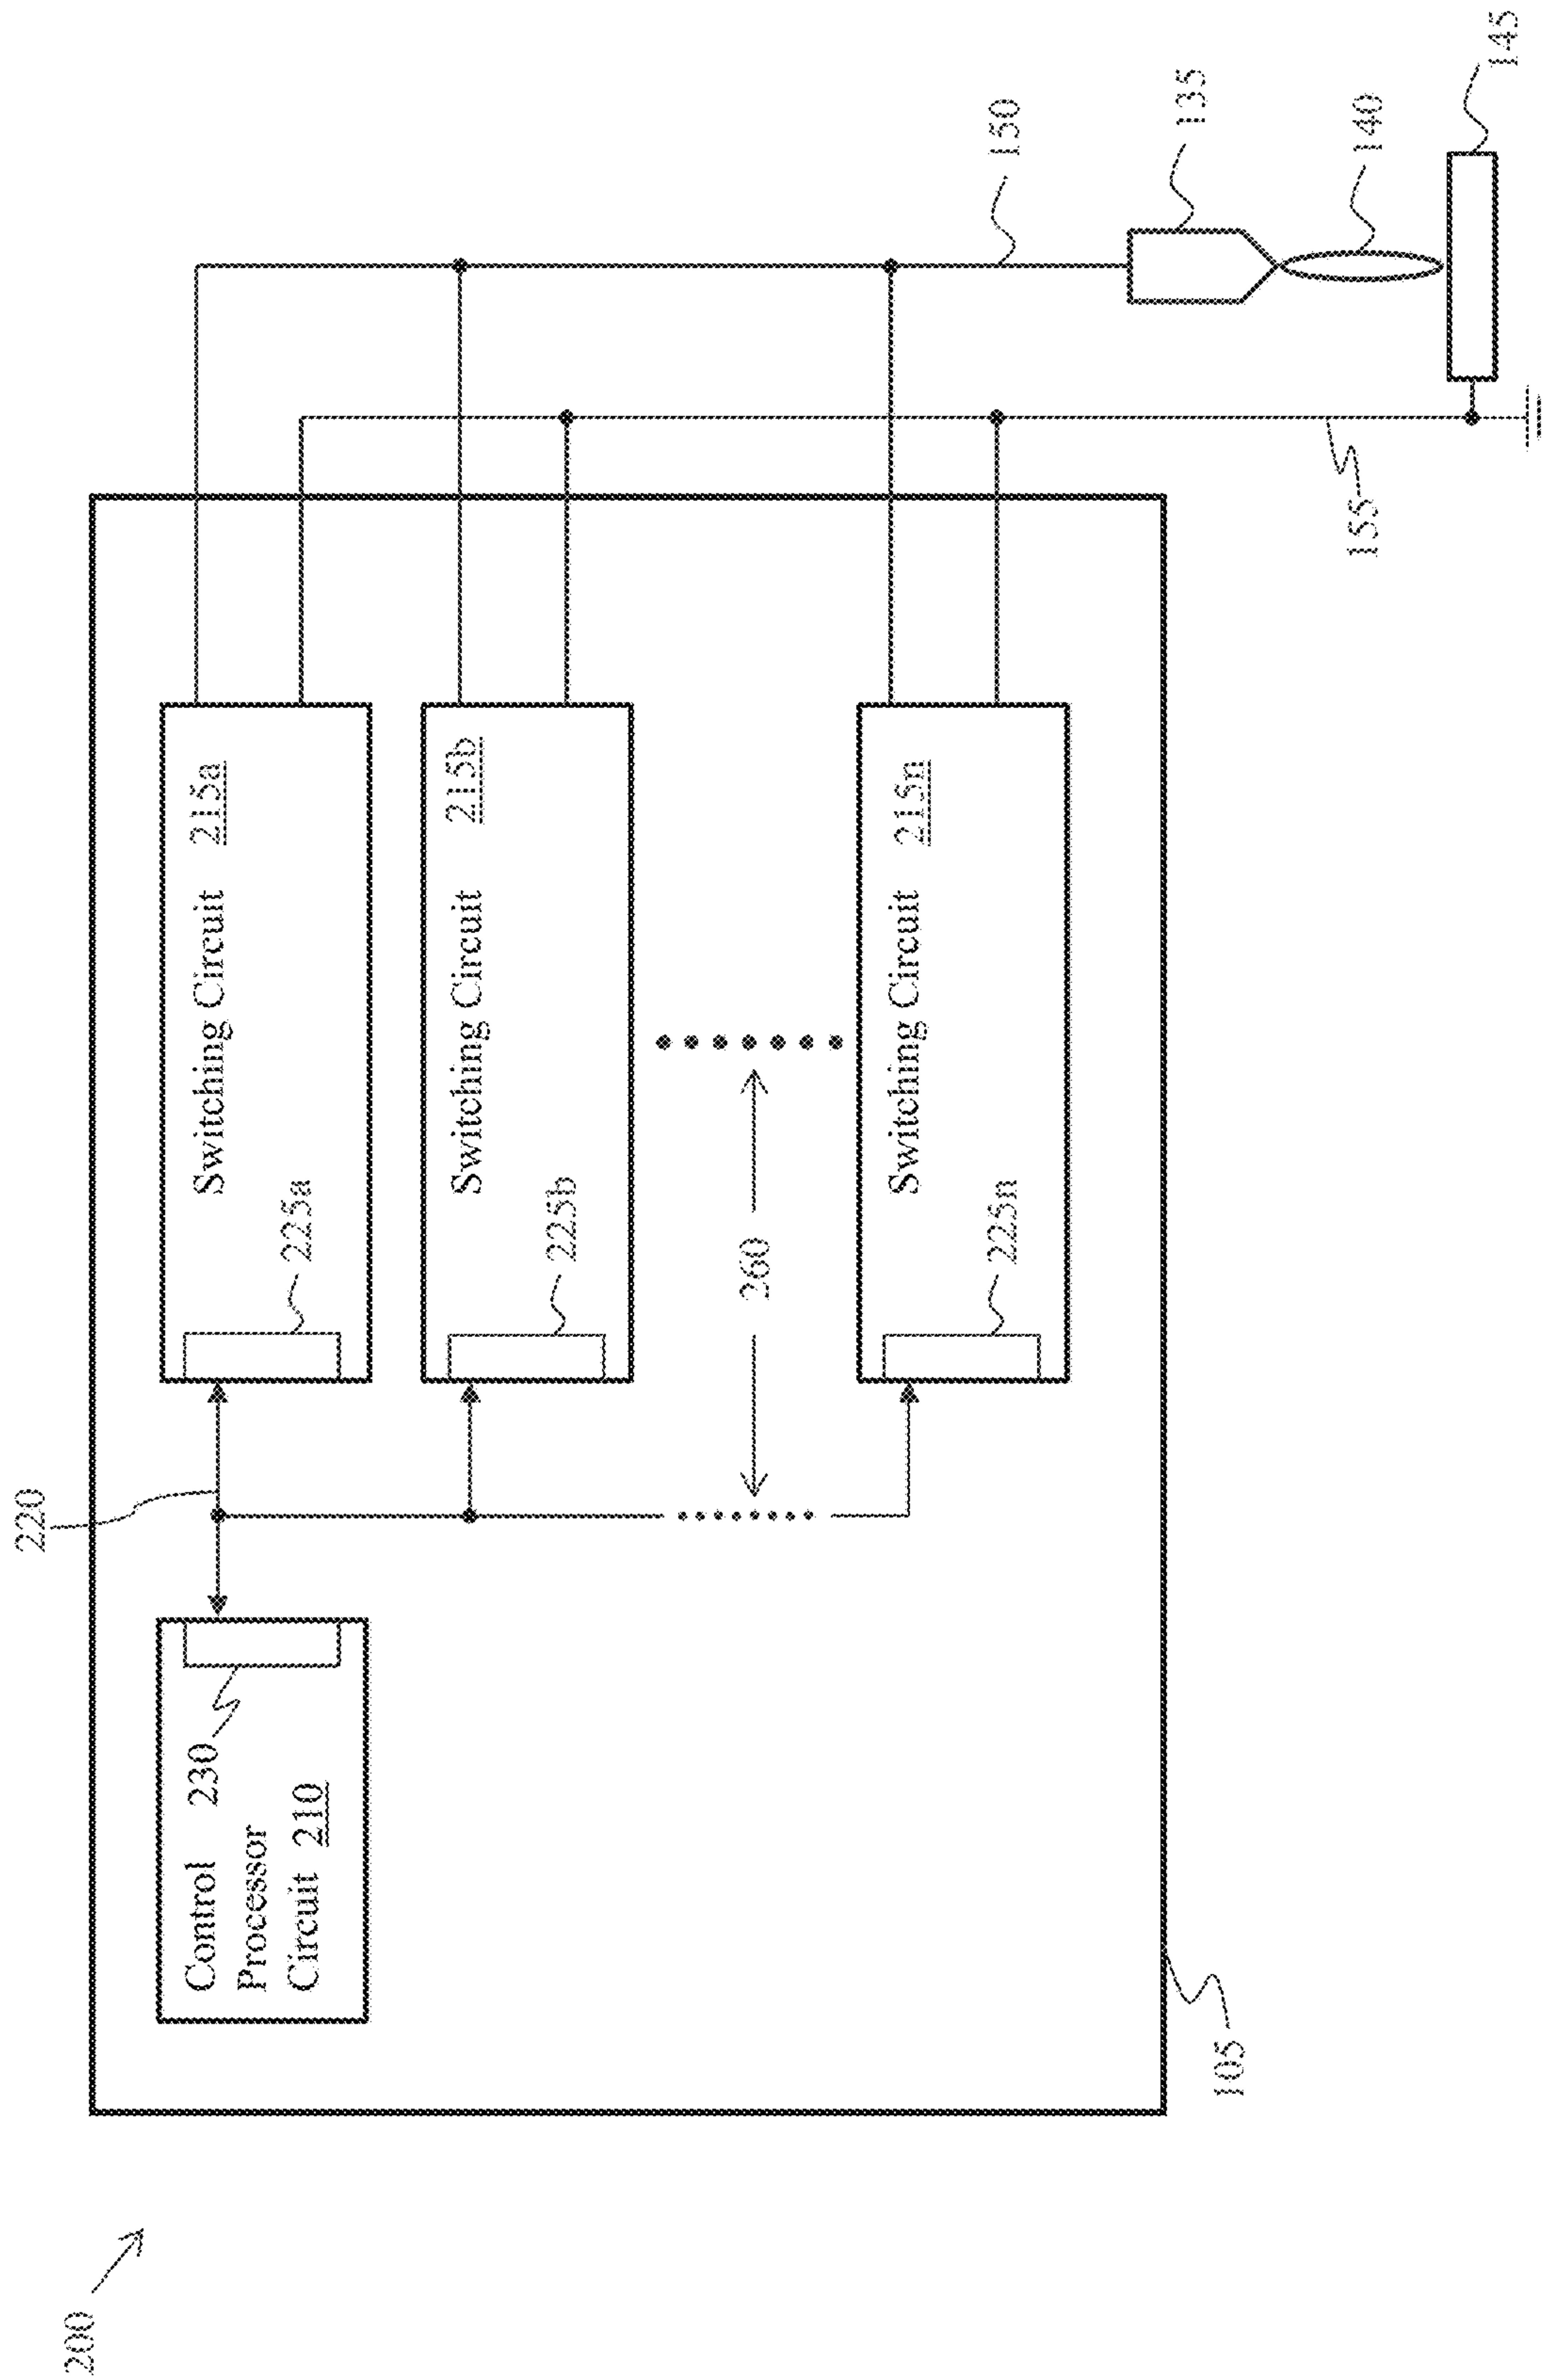 200
220
Control 230
Processor
Circuit 210
Switching Circuit 215a
225a
Switching Circuit 215b
225b
260
Switching Circuit 215n
225n
105
150
135
140
145
155